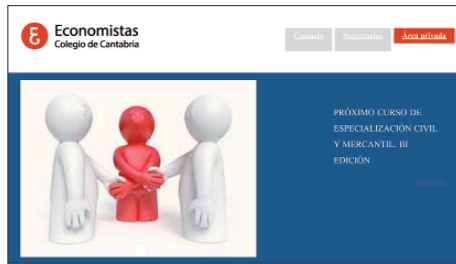 Economistas
Colegio de Cantabria
Contacto
Sugerencias
Área privada
PRÓXIMO CURSO DE
ESPECIALIZACIÓN CIVIL
Y MERCANTIL. III
EDICIÓN